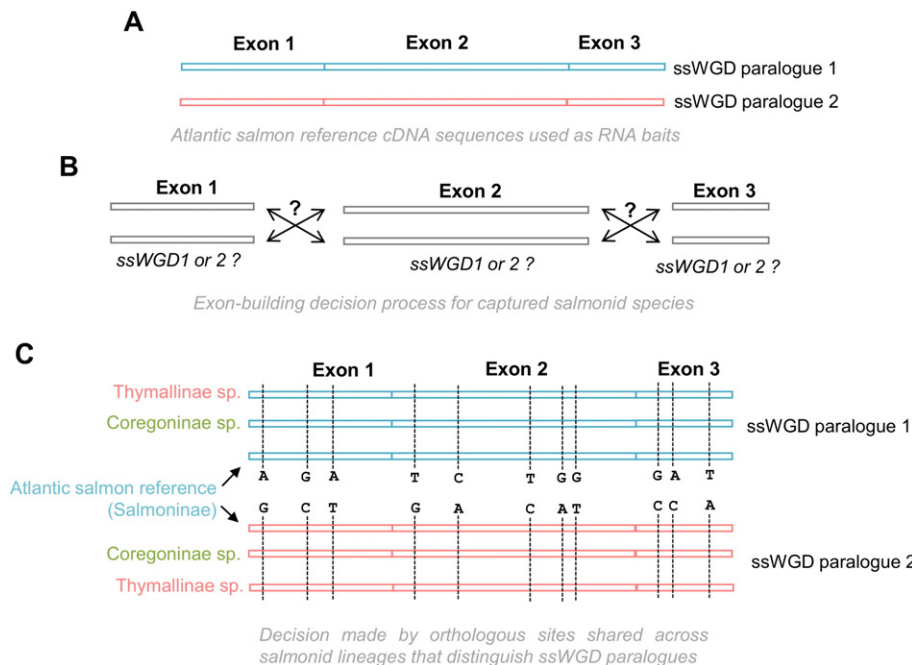 A
Exon 1 Exon 2 Exon 3
ssWGD paralogue 1
ssWGD paralogue 2
Atlantic salmon reference cDNA sequences used as RNA baits
B
Exon 1 Exon 2 Exon 3
? ?
ssWGD1 or 2 ? ssWGD1 or 2 ? ssWGD1 or 2 ?
Exon-building decision process for captured salmonid species
C
Exon 1 Exon 2 Exon 3
Thymallinae sp.
Coregoninae sp.
ssWGD paralogue 1
A G A T C T G G G A T
Atlantic salmon reference
(Salmoninae)
G C T G A C A T C C A
Coregoninae sp.
ssWGD paralogue 2
Thymallinae sp.
Decision made by orthologous sites shared across
salmonid lineages that distinguish ssWGD paralogues